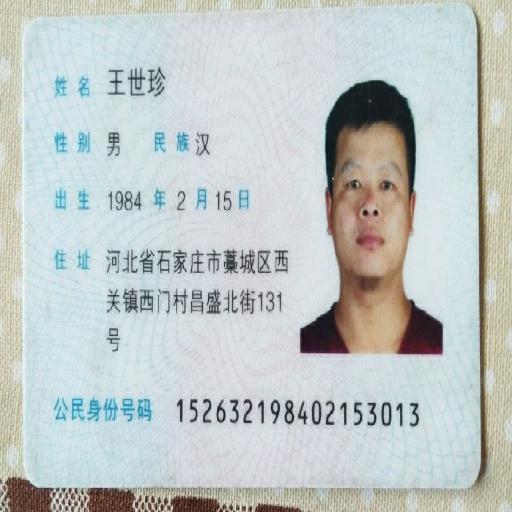 姓名 王世珍
性别 男 民族 汉
出生 1984 年 2 月 15 日
住址 河北省石家庄市藁城区西
关镇西门村昌盛北街131
号
公民身份号码 152632198402153013